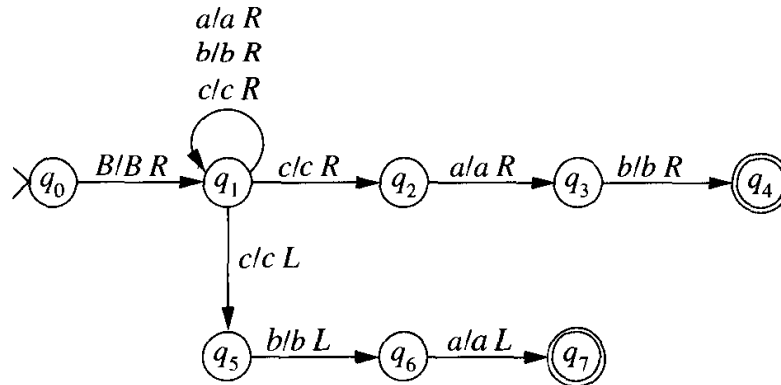 a/a R
b/b R
c/c R
q₀ B/B R q₁ c/c R q₂ a/a R q₃ b/b R q₄
c/c L
q₅ b/b L q₆ a/a L q₇